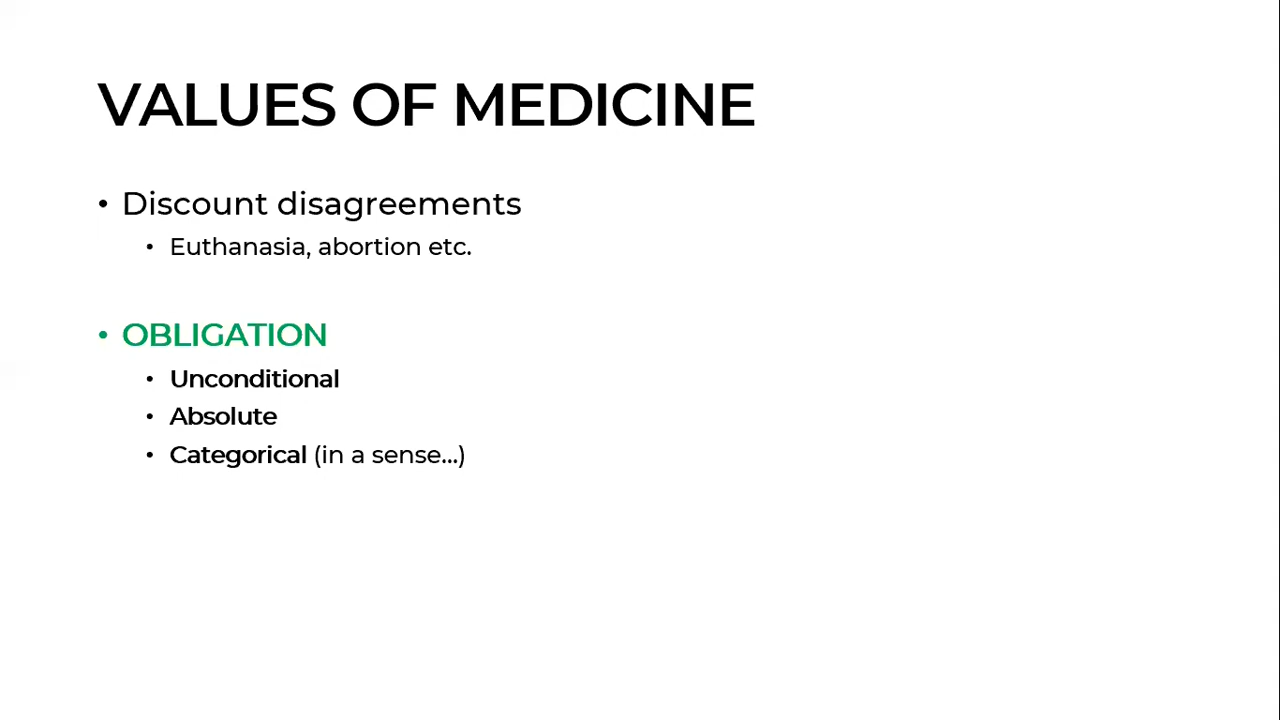 VALUES OF MEDICINE
• Discount disagreements
• Euthanasia, abortion etc.
• OBLIGATION
• Unconditional
• Absolute
• Categorical (in a sense...)